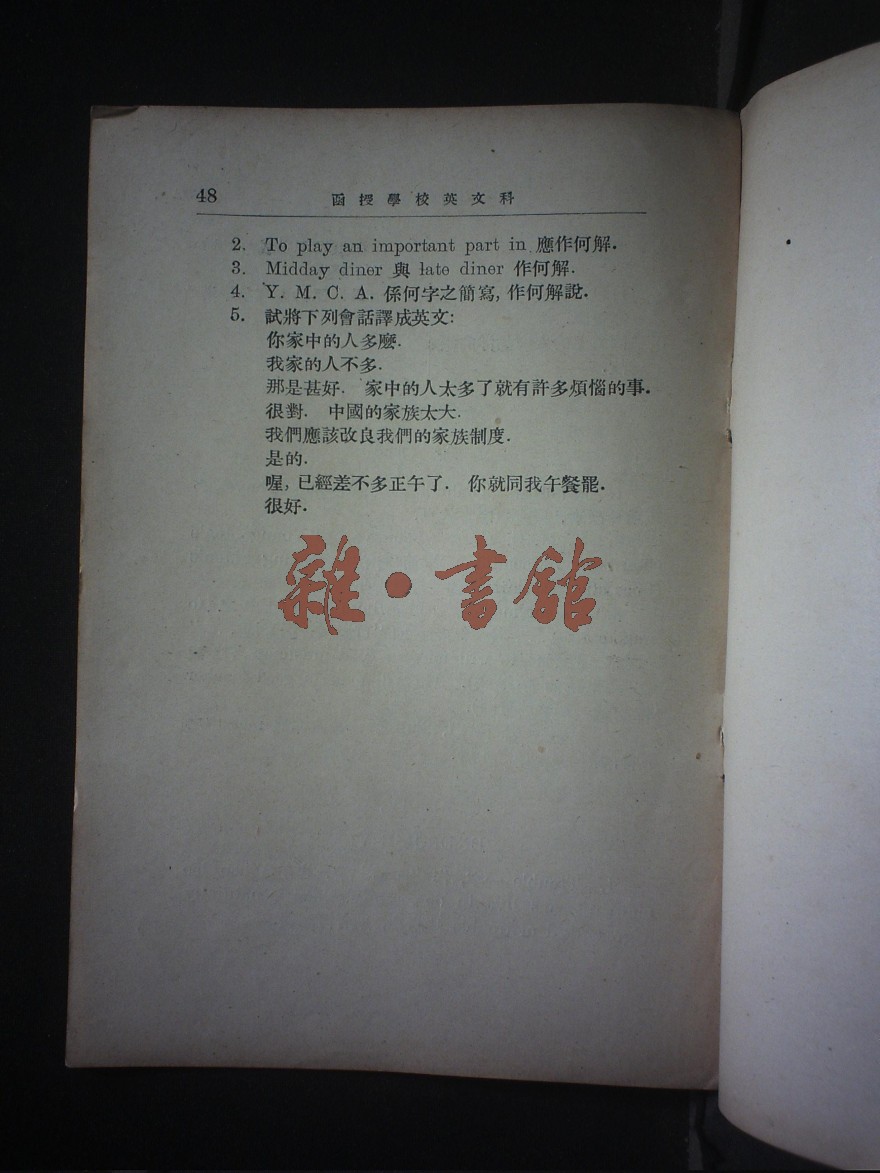 48 函授學校英文科
2. To play an important part in 應作何解.
3. Midday diner 與 late diner 作何解.
4. Y. M. C. A. 係何字之簡寫, 作何解說.
5. 試將下列會話譯成英文:
你家中的人多麼.
我家的人不多.
那是甚好. 家中的人太多了就有許多煩惱的事.
很對. 中國的家族太大.
我們應該改良我們的家族制度.
是的.
喔, 已經差不多正午了. 你就同我午餐罷.
很好.
雜·書館